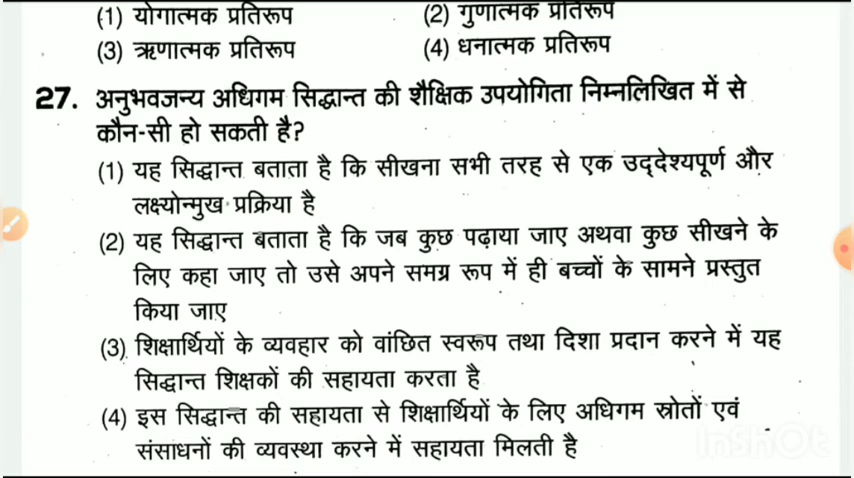 (1) योगात्मक प्रतिरूप (2) गुणात्मक प्रतिरूप
(3) ऋणात्मक प्रतिरूप (4) धनात्मक प्रतिरूप
27. अनुभवजन्य अधिगम सिद्धान्त की शैक्षिक उपयोगिता निम्नलिखित में से
कौन-सी हो सकती है?
(1) यह सिद्धान्त बताता है कि सीखना सभी तरह से एक उद्देश्यपूर्ण और
लक्ष्योन्मुख प्रक्रिया है
(2) यह सिद्धान्त बताता है कि जब कुछ पढ़ाया जाए अथवा कुछ सीखने के
लिए कहा जाए तो उसे अपने समग्र रूप में ही बच्चों के सामने प्रस्तुत
किया जाए
(3) शिक्षार्थियों के व्यवहार को वांछित स्वरूप तथा दिशा प्रदान करने में यह
सिद्धान्त शिक्षकों की सहायता करता है
(4) इस सिद्धान्त की सहायता से शिक्षार्थियों के लिए अधिगम स्रोतों एवं
संसाधनों की व्यवस्था करने में सहायता मिलती है
InShOt